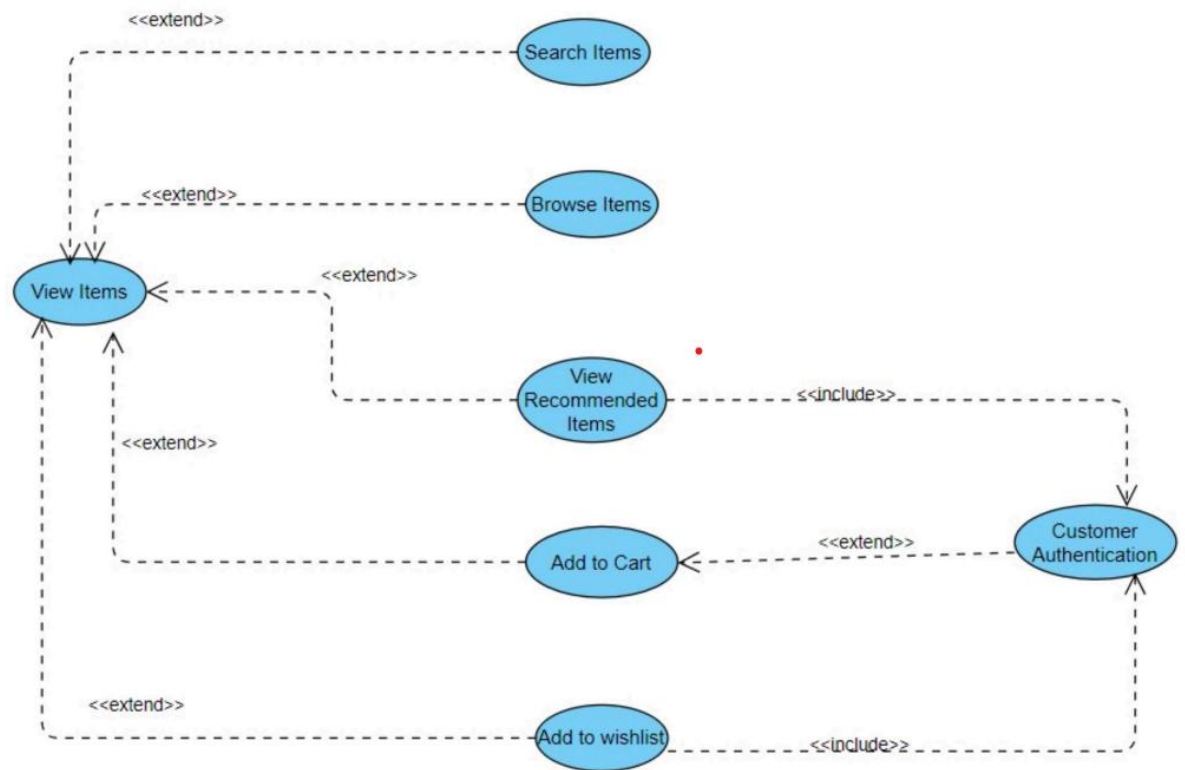 <<extend>>
Search Items
<<extend>>
Browse Items
<<extend>>
View Items
View
Recommended
Items
<<include>>
<<extend>>
Customer
Authentication
<<extend>>
Add to Cart
<<extend>>
Add to wishlist
<<include>>